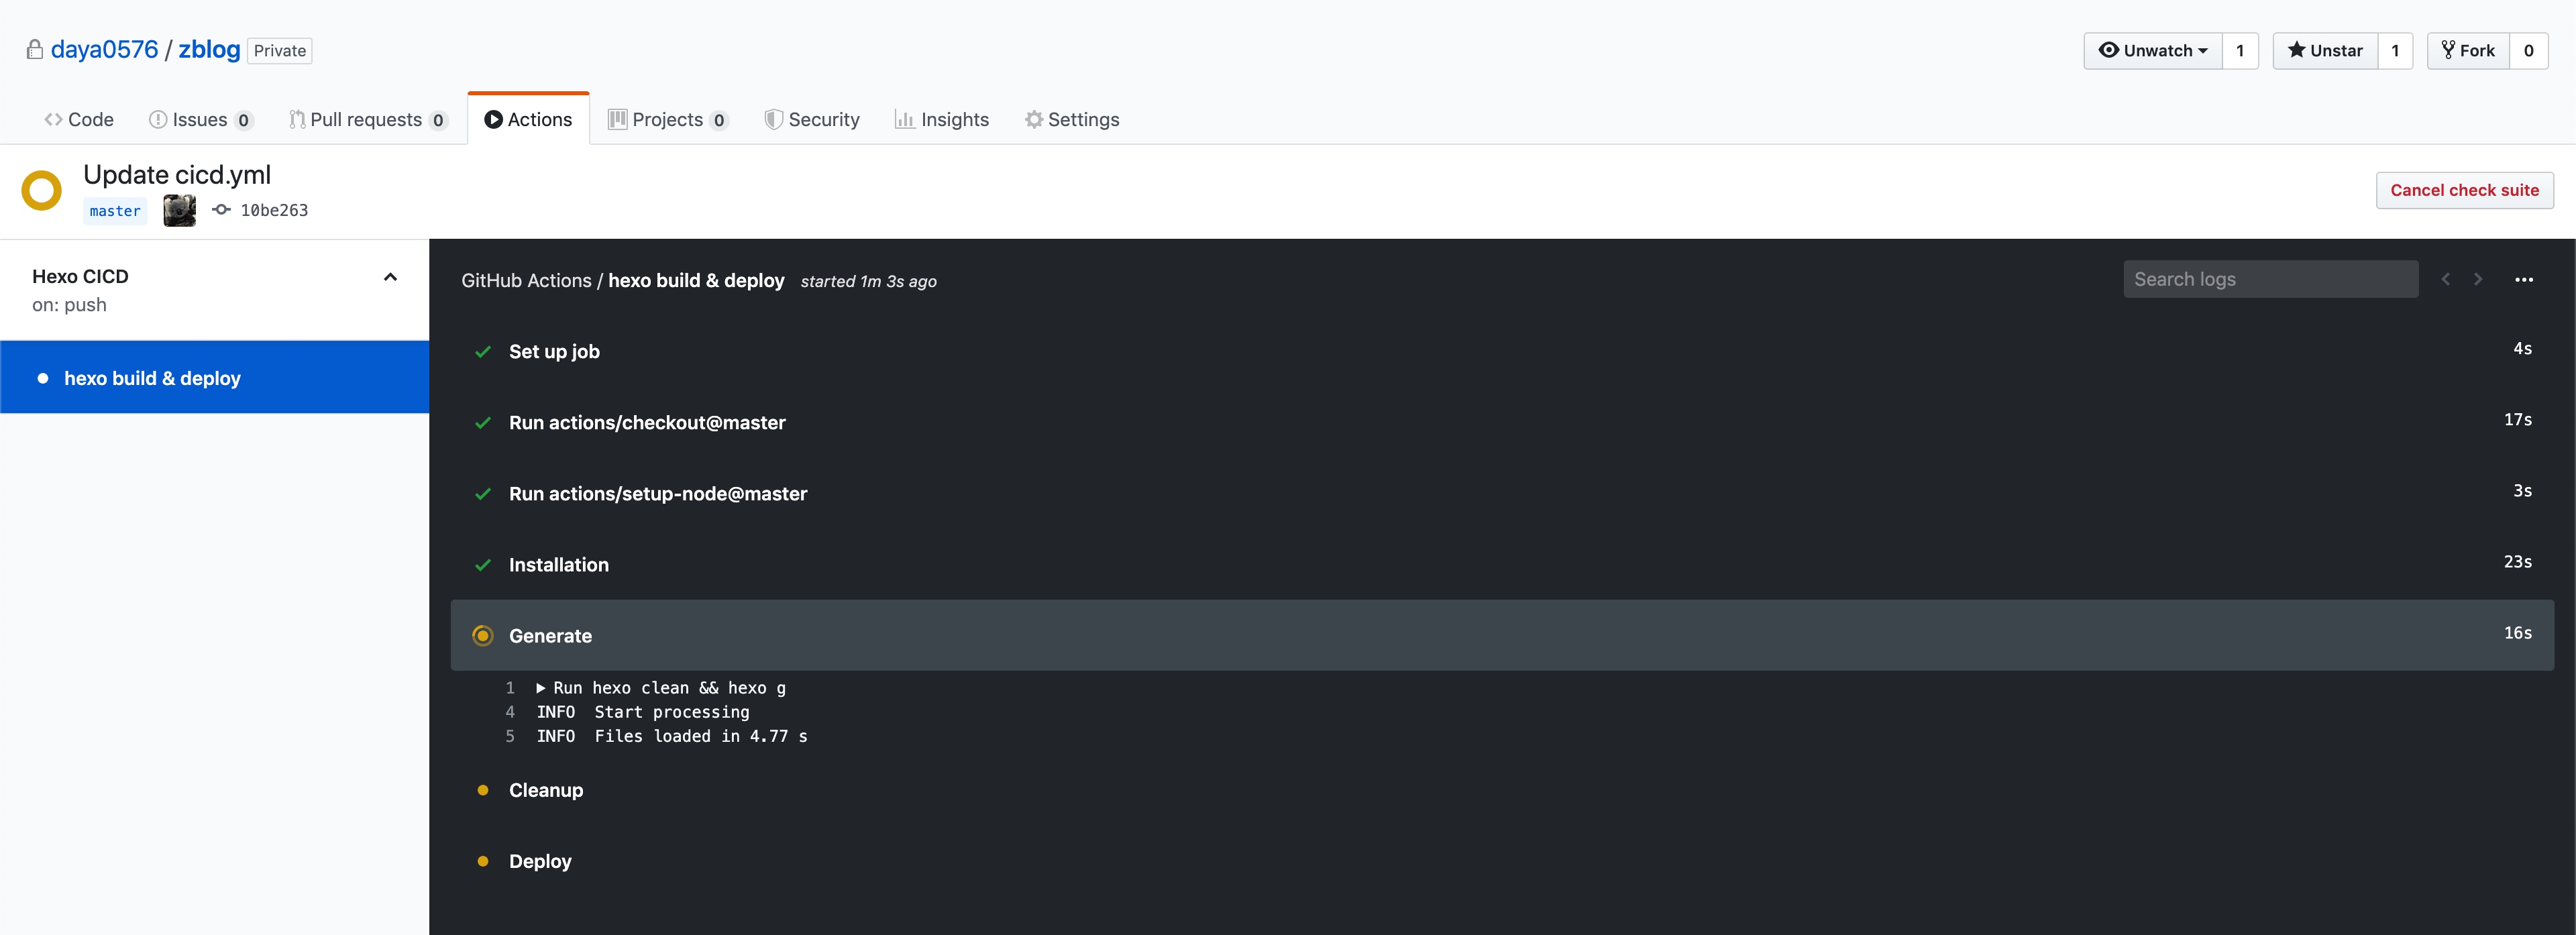 daya0576 / zblog Private
Unwatch 1 Unstar 1 Fork 0
Code Issues 0 Pull requests 0 Actions Projects 0 Security Insights Settings
Update cicd.yml
master 10be263
Cancel check suite
Hexo CICD
on: push
hexo build & deploy
GitHub Actions / hexo build & deploy started 1m 3s ago
Search logs
Set up job 4s
Run actions/checkout@master 17s
Run actions/setup-node@master 3s
Installation 23s
Generate 16s
1 Run hexo clean && hexo g
4 INFO Start processing
5 INFO Files loaded in 4.77 s
Cleanup
Deploy